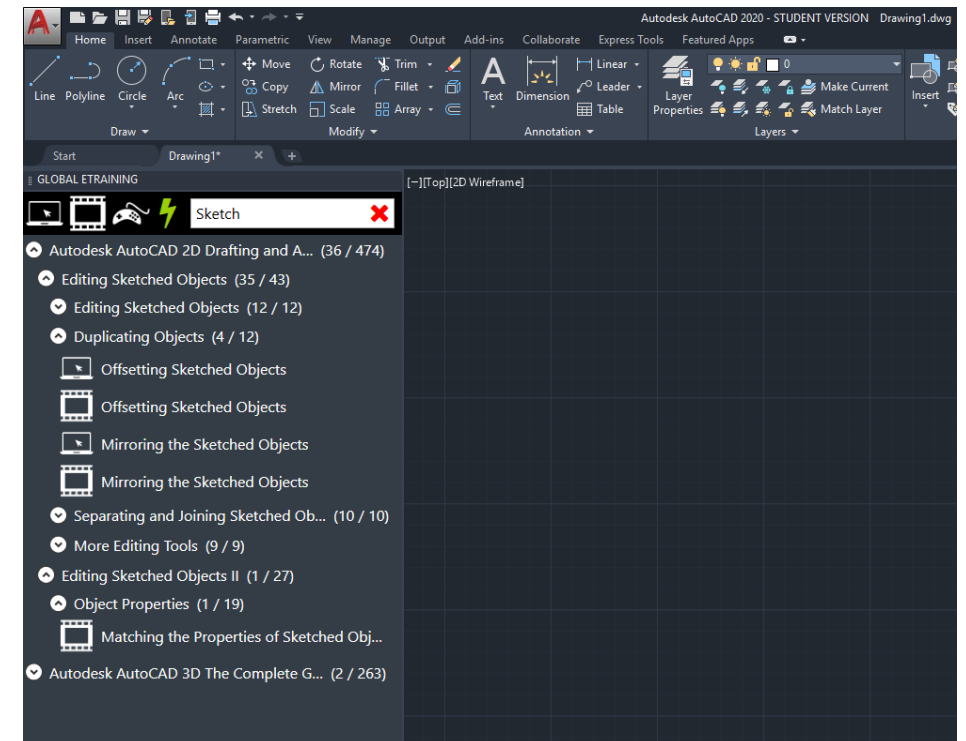 Autodesk AutoCAD 2020 - STUDENT VERSION Drawing1.dwg
Home Insert Annotate Parametric View Manage Output Add-ins Collaborate Express Tools Featured Apps
Move Rotate Trim Linear 0
Copy Mirror Fillet Leader Make Current
Line Polyline Circle Arc Text Dimension Layer Properties Insert
Stretch Scale Array Table Match Layer
Draw Modify Annotation Layers
Start Drawing1* +
GLOBAL ETRAINING
[−][Top][2D Wireframe]
Sketch
Autodesk AutoCAD 2D Drafting and A... (36 / 474)
Editing Sketched Objects (35 / 43)
Editing Sketched Objects (12 / 12)
Duplicating Objects (4 / 12)
Offsetting Sketched Objects
Offsetting Sketched Objects
Mirroring the Sketched Objects
Mirroring the Sketched Objects
Separating and Joining Sketched Ob... (10 / 10)
More Editing Tools (9 / 9)
Editing Sketched Objects II (1 / 27)
Object Properties (1 / 19)
Matching the Properties of Sketched Obj...
Autodesk AutoCAD 3D The Complete G... (2 / 263)